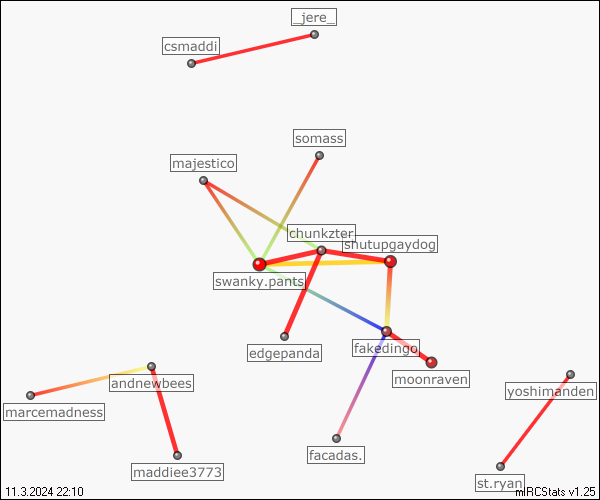 _jere_
csmaddi
somass
majestico
chunkzter
shutupgaydog
swanky.pants
edgepanda
fakedingo
moonraven
andnewbees
yoshimanden
marcemadness
facadas.
maddiee3773
st.ryan
11.3.2024 22:10
mIRCStats v1.25